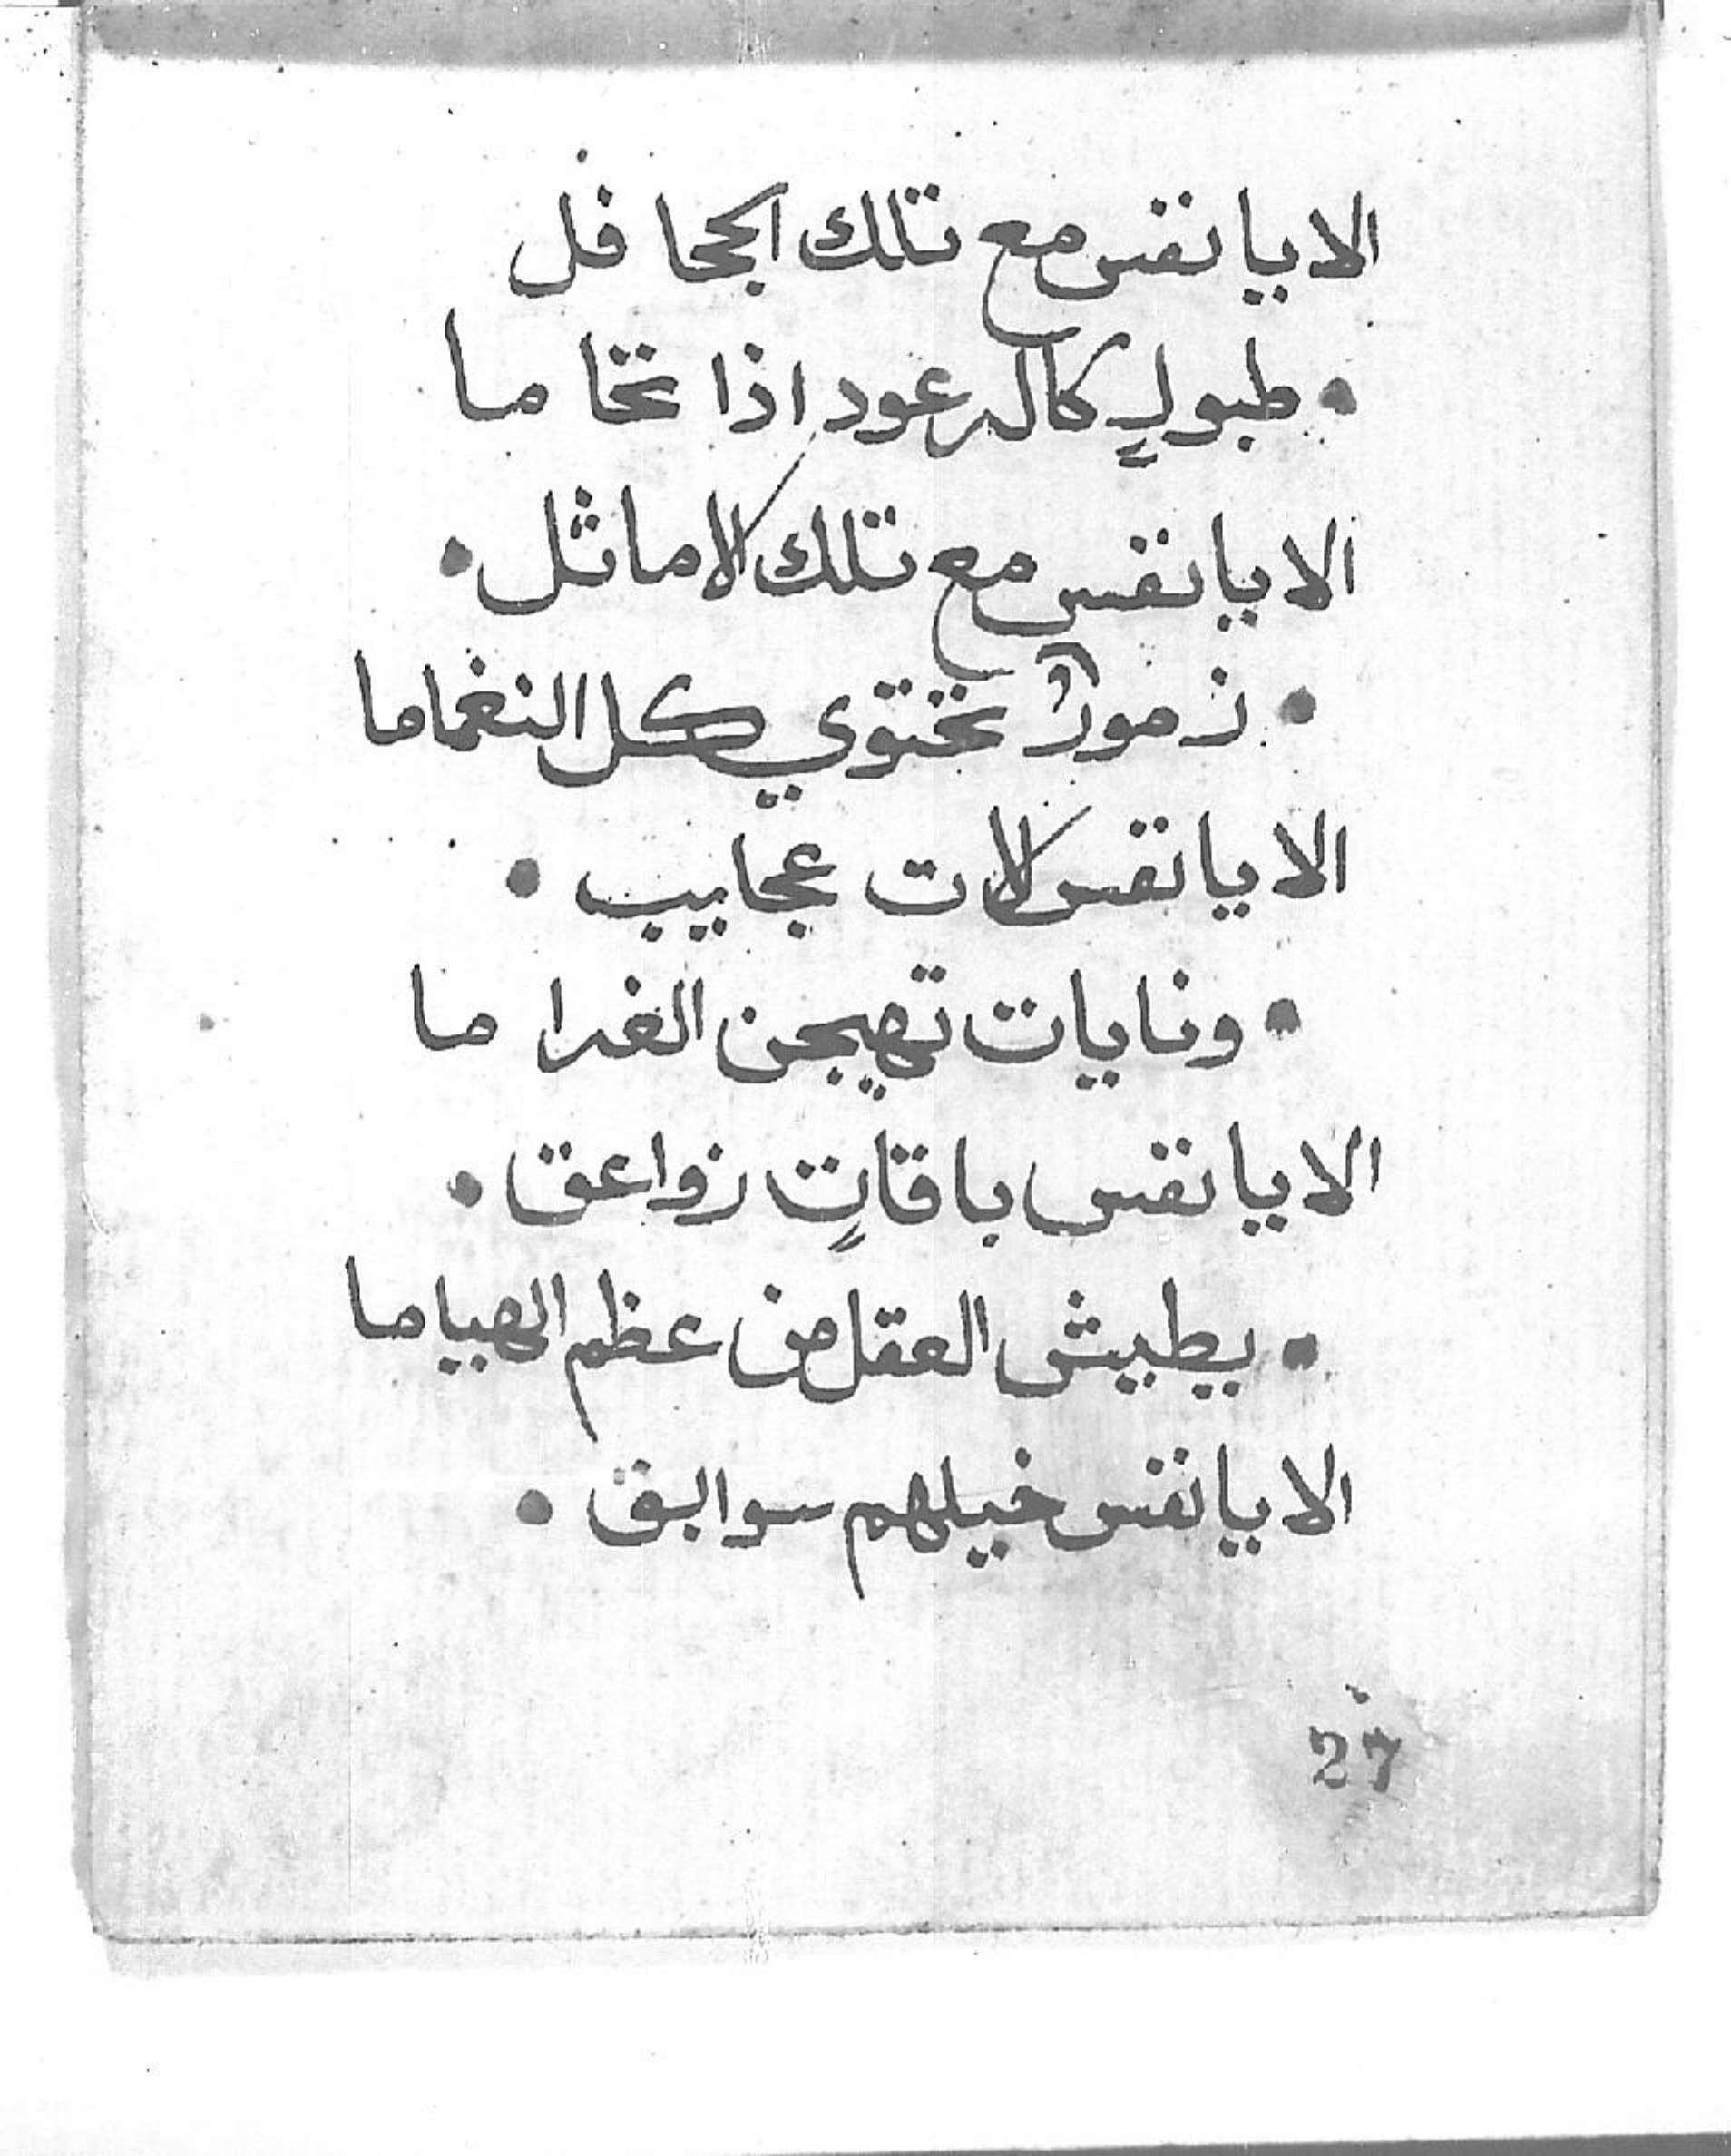 الا يا نفس مع تلك الجحافل
• طبولٍ كالرعود اذا تحاما
الا يا نفس مع تلك الاماثل •
• زمورٌ تحتوي كل النغماما
الا يا نفس الات عجايب •
• ونايات تهيجن الغراما
الا يا نفس باقاتٍ زواعق •
• يطيش العقل من عظم الهياما
الا يا نفس خيلهم سوابق •
27